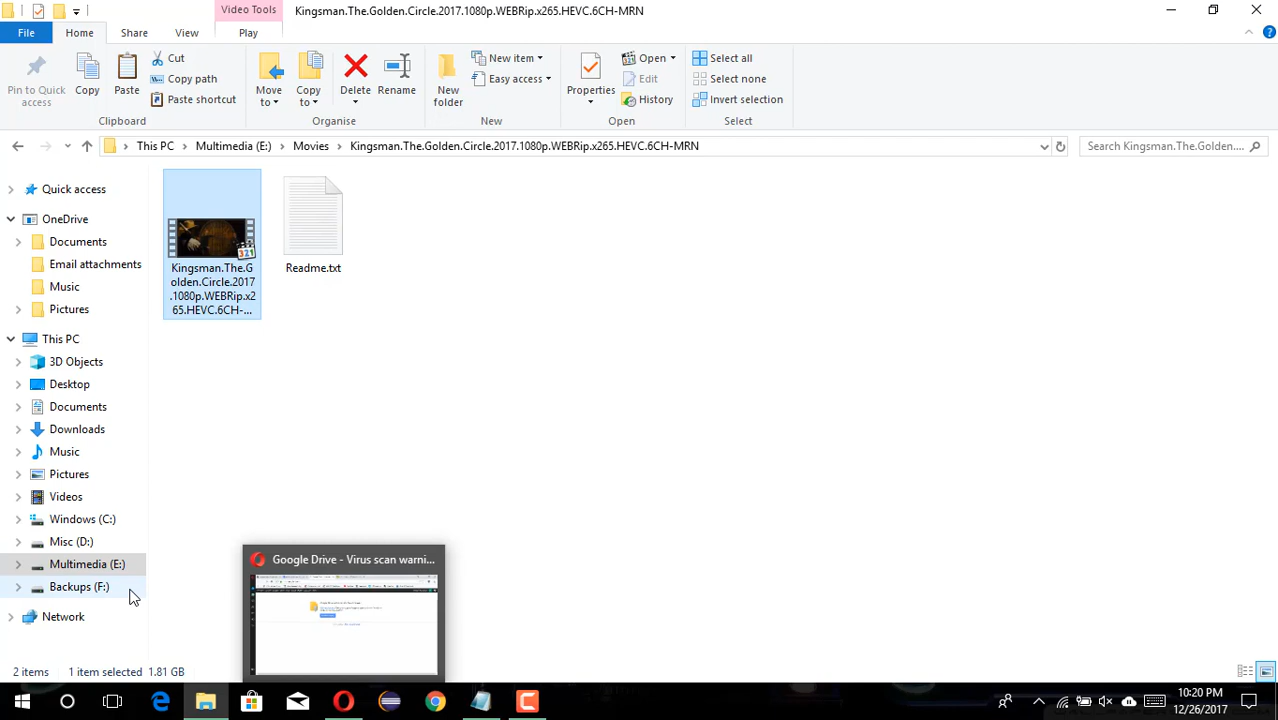 Video Tools
Kingsman.The.Golden.Circle.2017.1080p.WEBRip.x265.HEVC.6CH-MRN
File
Home
Share
View
Play
Pin to Quick access
Copy
Paste
Cut
Copy path
Paste shortcut
Clipboard
Move to
Copy to
Delete
Rename
Organise
New folder
New item
Easy access
New
Properties
Open
Edit
History
Open
Select all
Select none
Invert selection
Select
This PC
Multimedia (E:)
Movies
Kingsman.The.Golden.Circle.2017.1080p.WEBRip.x265.HEVC.6CH-MRN
Search Kingsman.The.Golden....
Quick access
OneDrive
Documents
Email attachments
Music
Pictures
This PC
3D Objects
Desktop
Documents
Downloads
Music
Pictures
Videos
Windows (C:)
Misc (D:)
Multimedia (E:)
Backups (F:)
Network
321
Kingsman.The.G
olden.Circle.2017
.1080p.WEBRip.x2
65.HEVC.6CH-...
Readme.txt
Google Drive - Virus scan warni...
2 items
1 item selected 1.81 GB
10:20 PM
12/26/2017